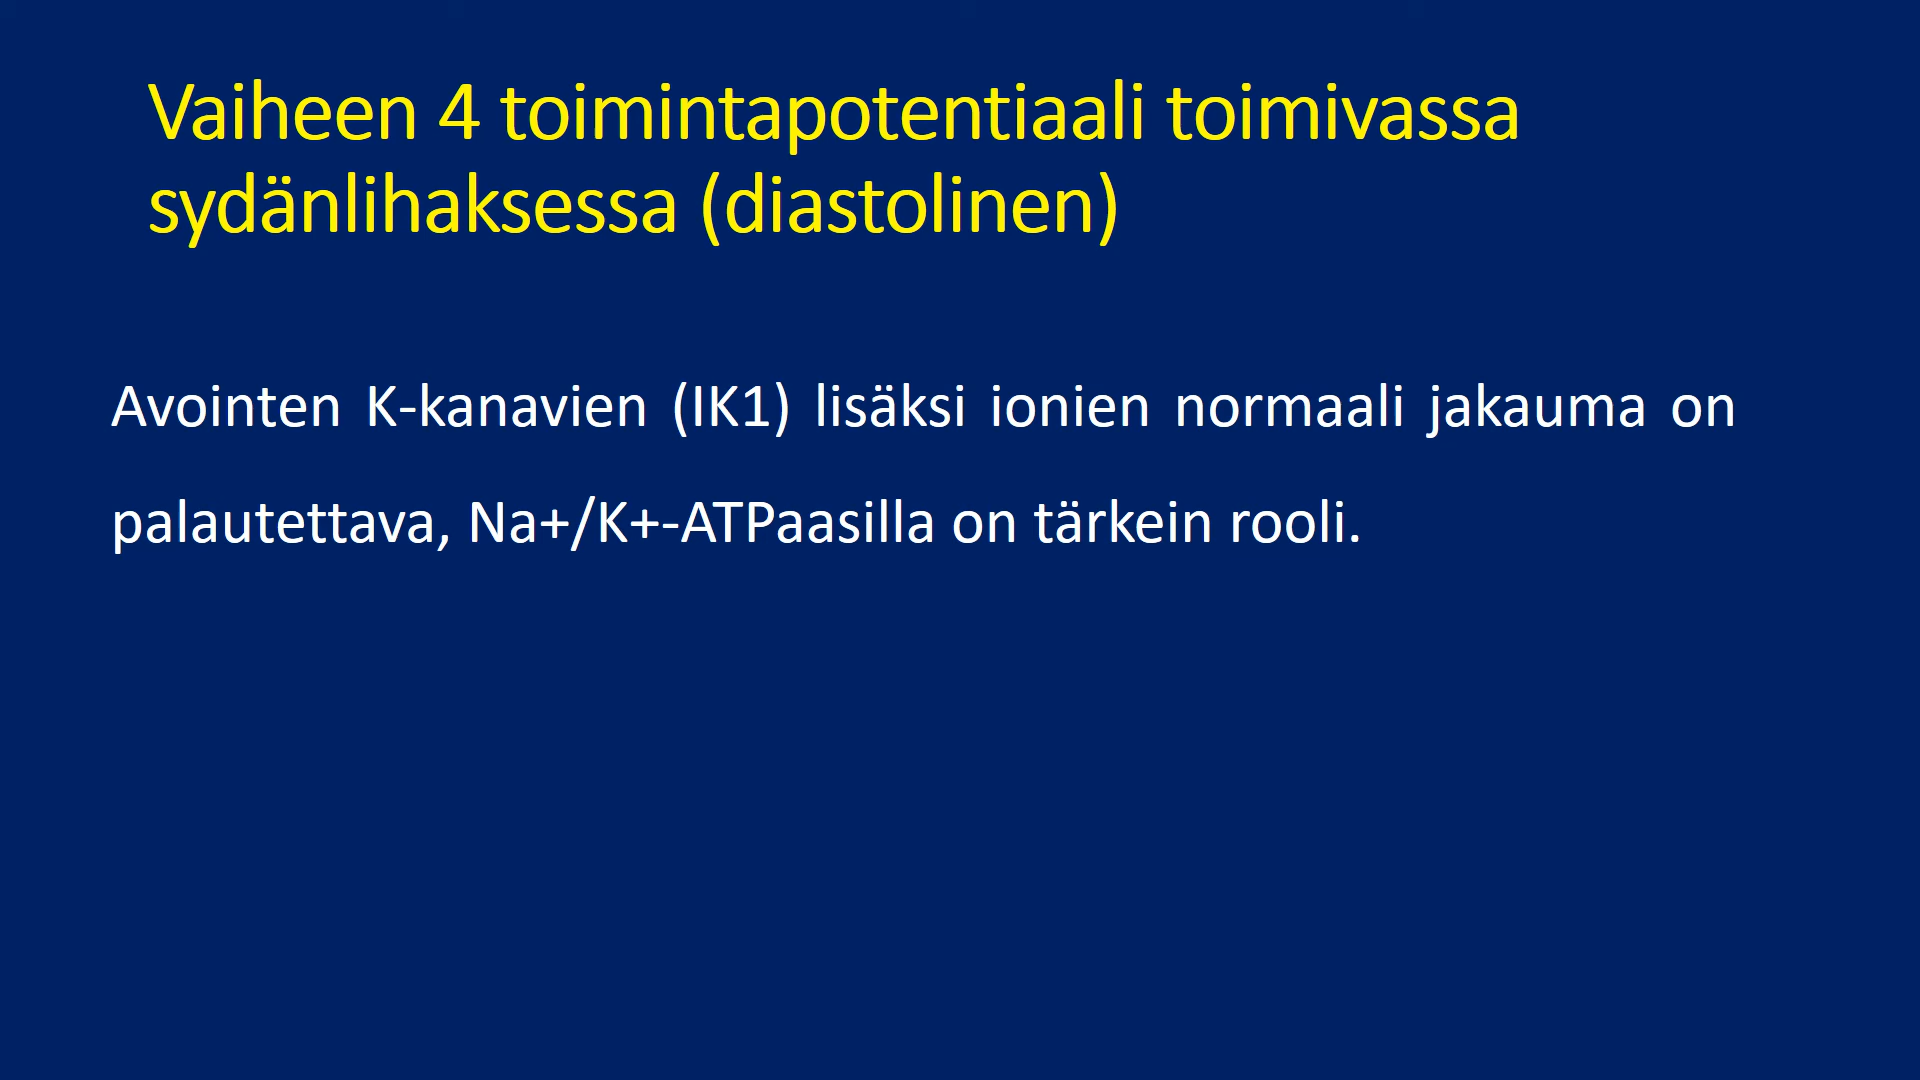 Vaiheen 4 toimintapotentiaali toimivassa
sydänlihaksessa (diastolinen)
Avointen K-kanavien (IK1) lisäksi ionien normaali jakauma on
palautettava, Na+/K+-ATPaasilla on tärkein rooli.